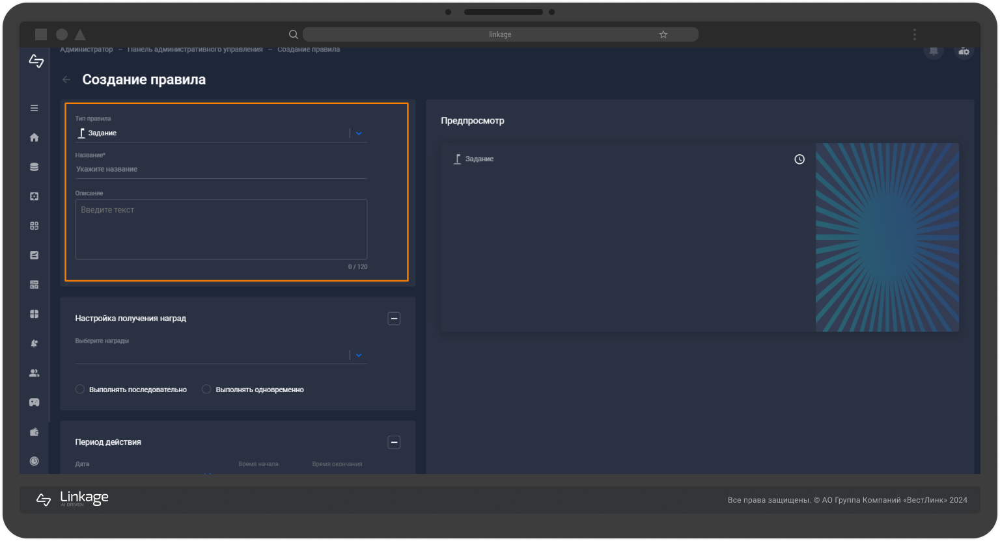 linkage
Администратор – Панель административного управления – Создание правила
Создание правила
Тип правила
Задание
Название*
Укажите название
Описание
Введите текст
0 / 120
Настройка получения наград
Выберите награды
Выполнять последовательно Выполнять одновременно
Период действия
Дата Время начала Время окончания
Предпросмотр
Задание
Linkage
AI DRIVEN
Все права защищены. © АО Группа Компаний «ВестЛинк» 2024